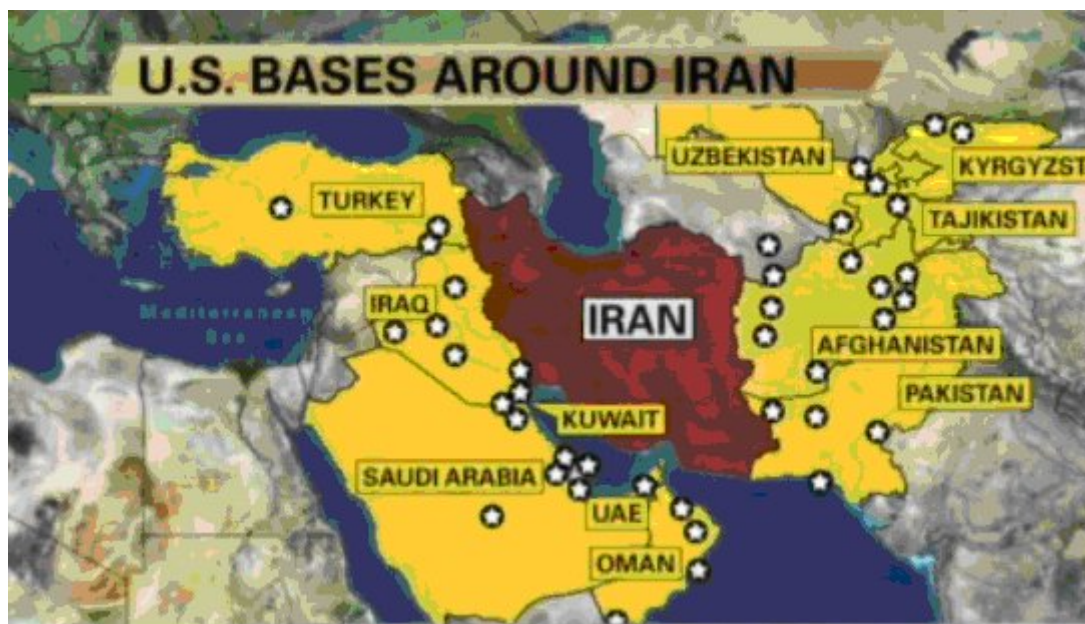 U.S. BASES AROUND IRAN
UZBEKISTAN
KYRGYZST
TURKEY
TAJIKISTAN
IRAQ
Mediterranean
Sea
IRAN
AFGHANISTAN
PAKISTAN
KUWAIT
SAUDI ARABIA
UAE
OMAN